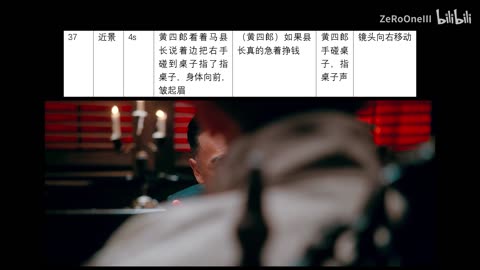 ZeRoOneIII bilibili
37
近景
4s
黄四郎看着马县
长说着边把右手
碰到桌子指了指
桌子，身体向前，
皱起眉
（黄四郎）如果县
长真的急着挣钱
黄四郎
手碰桌
子，指
桌子声
镜头向右移动